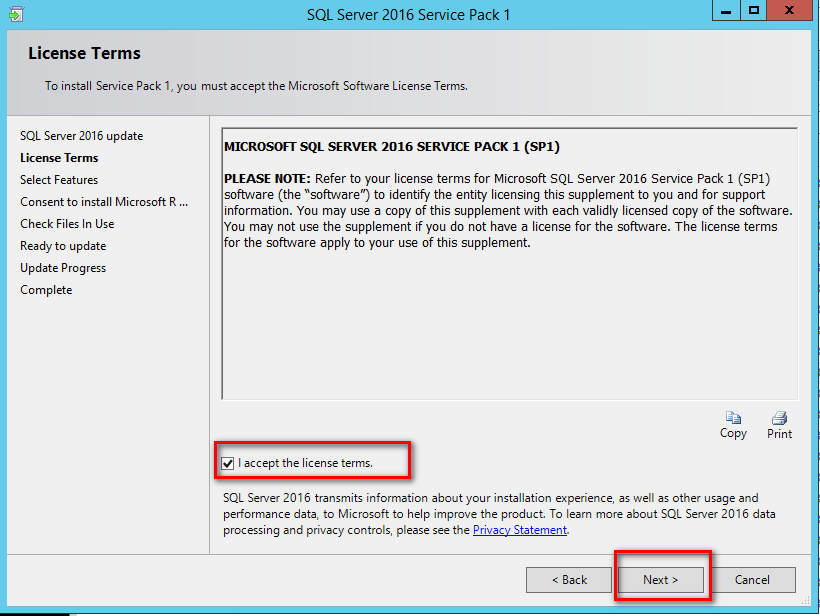 SQL Server 2016 Service Pack 1
License Terms
To install Service Pack 1, you must accept the Microsoft Software License Terms.
SQL Server 2016 update
License Terms
Select Features
Consent to install Microsoft R ...
Check Files In Use
Ready to update
Update Progress
Complete
MICROSOFT SQL SERVER 2016 SERVICE PACK 1 (SP1)
PLEASE NOTE: Refer to your license terms for Microsoft SQL Server 2016 Service Pack 1 (SP1)
software (the “software”) to identify the entity licensing this supplement to you and for support
information. You may use a copy of this supplement with each validly licensed copy of the software.
You may not use the supplement if you do not have a license for the software. The license terms
for the software apply to your use of this supplement.
Copy
Print
I accept the license terms.
SQL Server 2016 transmits information about your installation experience, as well as other usage and
performance data, to Microsoft to help improve the product. To learn more about SQL Server 2016 data
processing and privacy controls, please see the Privacy Statement.
< Back
Next >
Cancel